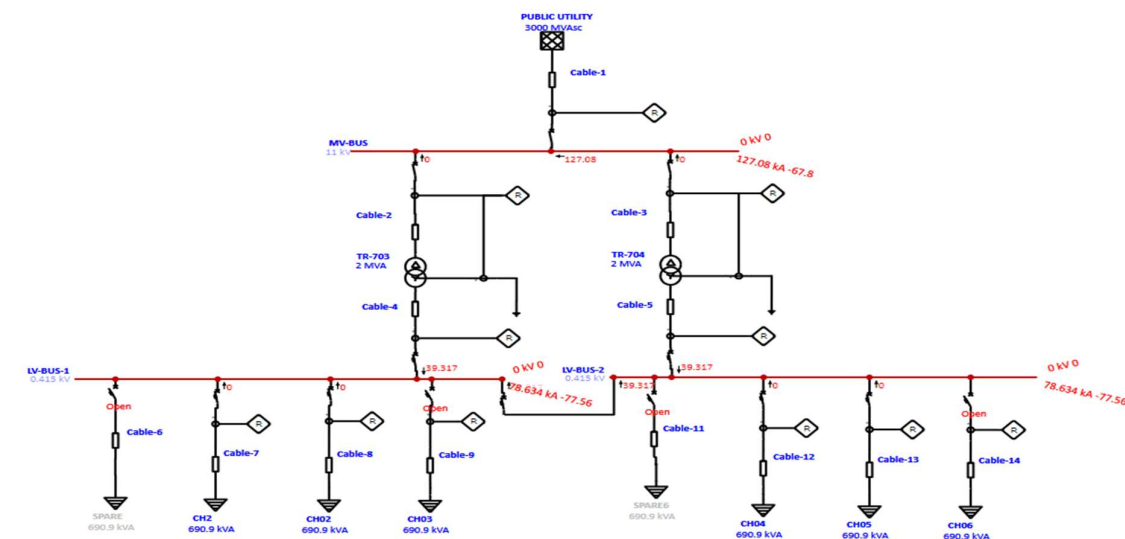 PUBLIC UTILITY
3000 MVAsc
Cable-1
R
MV-BUS
11 kV
0
127.08
0
0 kV 0
127.08 kA -67.8
R
R
Cable-2
Cable-3
TR-703
2 MVA
TR-704
2 MVA
Cable-4
Cable-5
R
R
LV-BUS-1
0.415 kV
39.317
0 kV 0
78.634 kA -77.56
LV-BUS-2
0.415 kV
39.317
39.317
0 kV 0
78.634 kA -77.56
0
0
0
0
Open
Open
Open
Open
Cable-6
R
R
R
Cable-11
R
R
R
Cable-7
Cable-8
Cable-9
Cable-12
Cable-13
Cable-14
SPARE
690.9 kVA
CH2
690.9 kVA
CH02
690.9 kVA
CH03
690.9 kVA
SPARE6
690.9 kVA
CH04
690.9 kVA
CH05
690.9 kVA
CH06
690.9 kVA